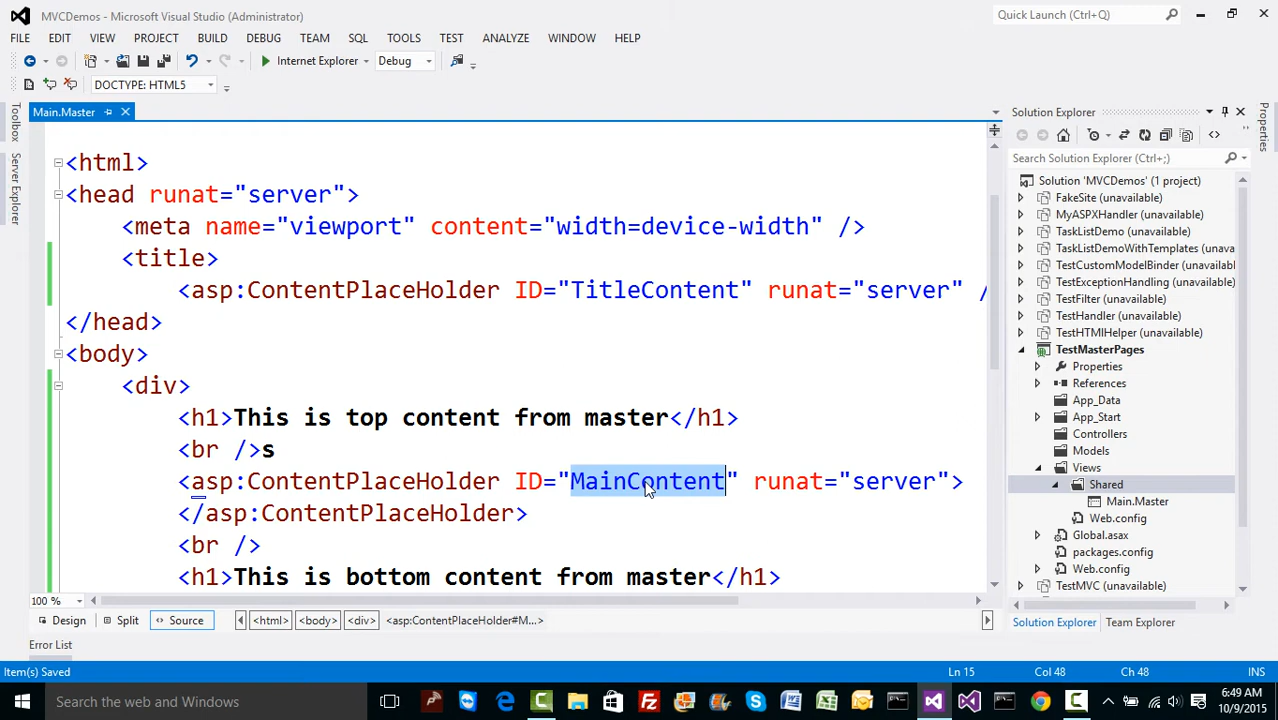 MVCDemos - Microsoft Visual Studio (Administrator)
Quick Launch (Ctrl+Q)
FILE EDIT VIEW PROJECT BUILD DEBUG TEAM SQL TOOLS TEST ANALYZE WINDOW HELP
Internet Explorer Debug
DOCTYPE: HTML5
Toolbox
Server Explorer
Main.Master
<html>
<head runat="server">
<meta name="viewport" content="width=device-width" />
<title>
<asp:ContentPlaceHolder ID="TitleContent" runat="server" /
</head>
<body>
<div>
<h1>This is top content from master</h1>
<br />s
<asp:ContentPlaceHolder ID="MainContent" runat="server">
</asp:ContentPlaceHolder>
<br />
<h1>This is bottom content from master</h1>
100 %
Design Split Source <html> <body> <div> <asp:ContentPlaceHolder#M...>
Solution Explorer
Search Solution Explorer (Ctrl+;)
Solution 'MVCDemos' (1 project)
FakeSite (unavailable)
MyASPXHandler (unavailable)
TaskListDemo (unavailable)
TaskListDemoWithTemplates (unava
TestCustomModelBinder (unavailab
TestExceptionHandling (unavailable
TestFilter (unavailable)
TestHandler (unavailable)
TestHTMlHelper (unavailable)
TestMasterPages
Properties
References
App_Data
App_Start
Controllers
Models
Views
Shared
Main.Master
Web.config
Global.asax
packages.config
Web.config
TestMVC (unavailable)
Solution Explorer Team Explorer
Properties
Error List
Item(s) Saved Ln 15 Col 48 Ch 48 INS
Search the web and Windows
6:49 AM
10/9/2015